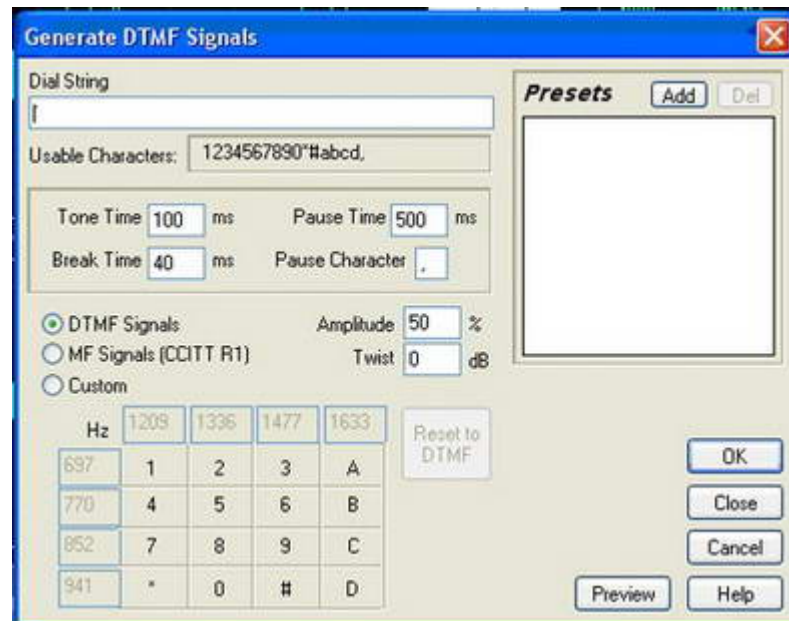 Generate DTMF Signals
Dial String
Presets Add Del
Usable Characters: 1234567890*#abcd,
Tone Time 100 ms Pause Time 500 ms
Break Time 40 ms Pause Character ,
DTMF Signals Amplitude 50 %
MF Signals (CCITT R1) Twist 0 dB
Custom
Hz 1209 1336 1477 1633 Reset to DTMF
697 1 2 3 A
770 4 5 6 B
852 7 8 9 C
941 * 0 # D
OK
Close
Cancel
Preview Help